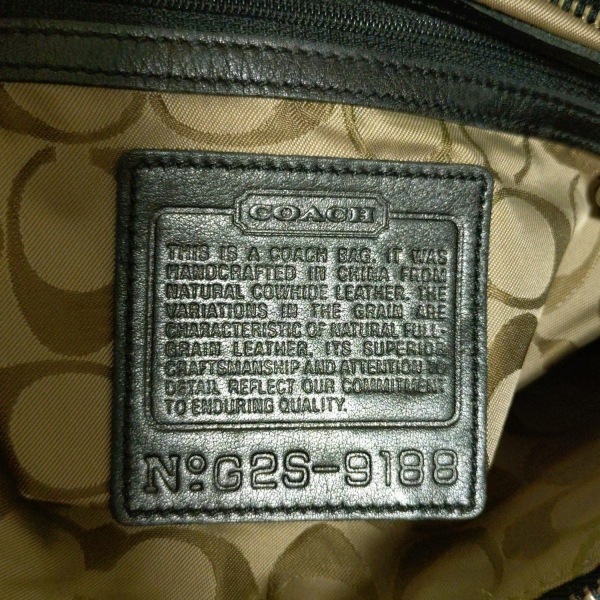 COACH
THIS IS A COACH BAG. IT WAS
HANDCRAFTED IN CHINA FROM
NATURAL COWHIDE LEATHER. THE
VARIATIONS IN THE GRAIN ARE
CHARACTERISTIC OF NATURAL FULL-
GRAIN LEATHER. ITS SUPERIOR
CRAFTSMANSHIP AND ATTENTION TO
DETAIL REFLECT OUR COMMITMENT
TO ENDURING QUALITY.
No:G2S-9188